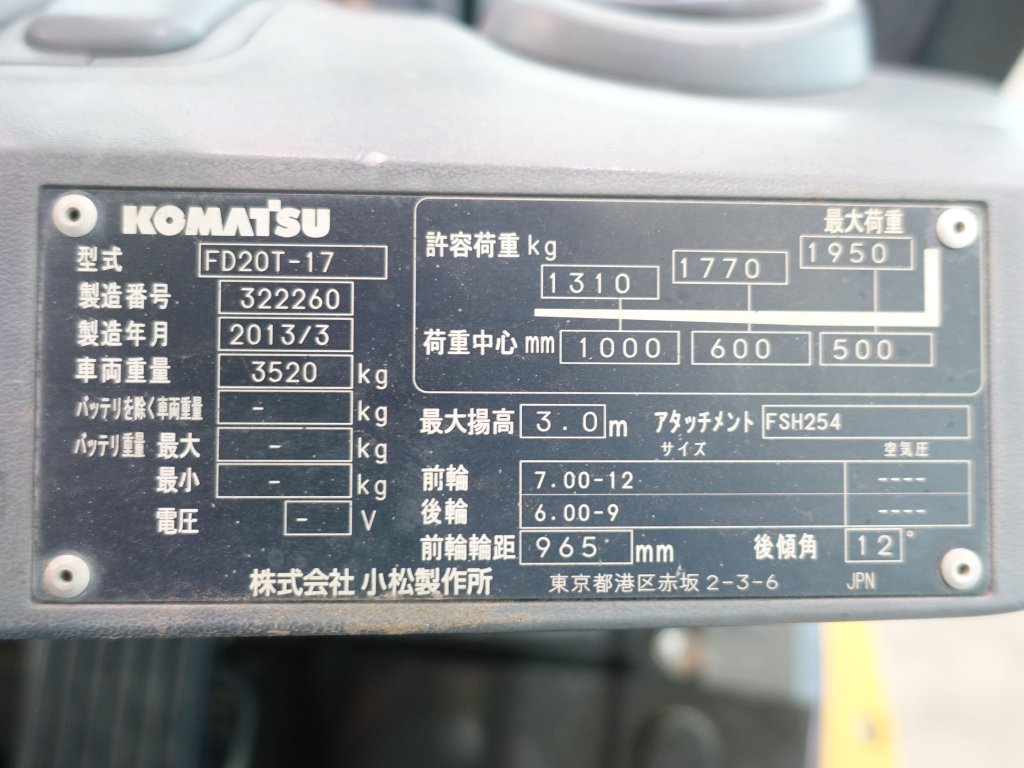 KOMATSU
型式 FD20T-17
製造番号 322260
製造年月 2013/3
車両重量 3520 kg
バッテリを除く車両重量 - kg
バッテリ重量 最大 - kg
最小 - kg
電圧 - V
最大荷重
許容荷重 kg 1310 1770 1950
荷重中心 mm 1000 600 500
最大揚高 3.0 m アタッチメント FSH254
サイズ 空気圧
前輪 7.00-12 ----
後輪 6.00-9 ----
前輪輪距 965 mm 後傾角 12°
株式会社 小松製作所 東京都港区赤坂2-3-6 JPN